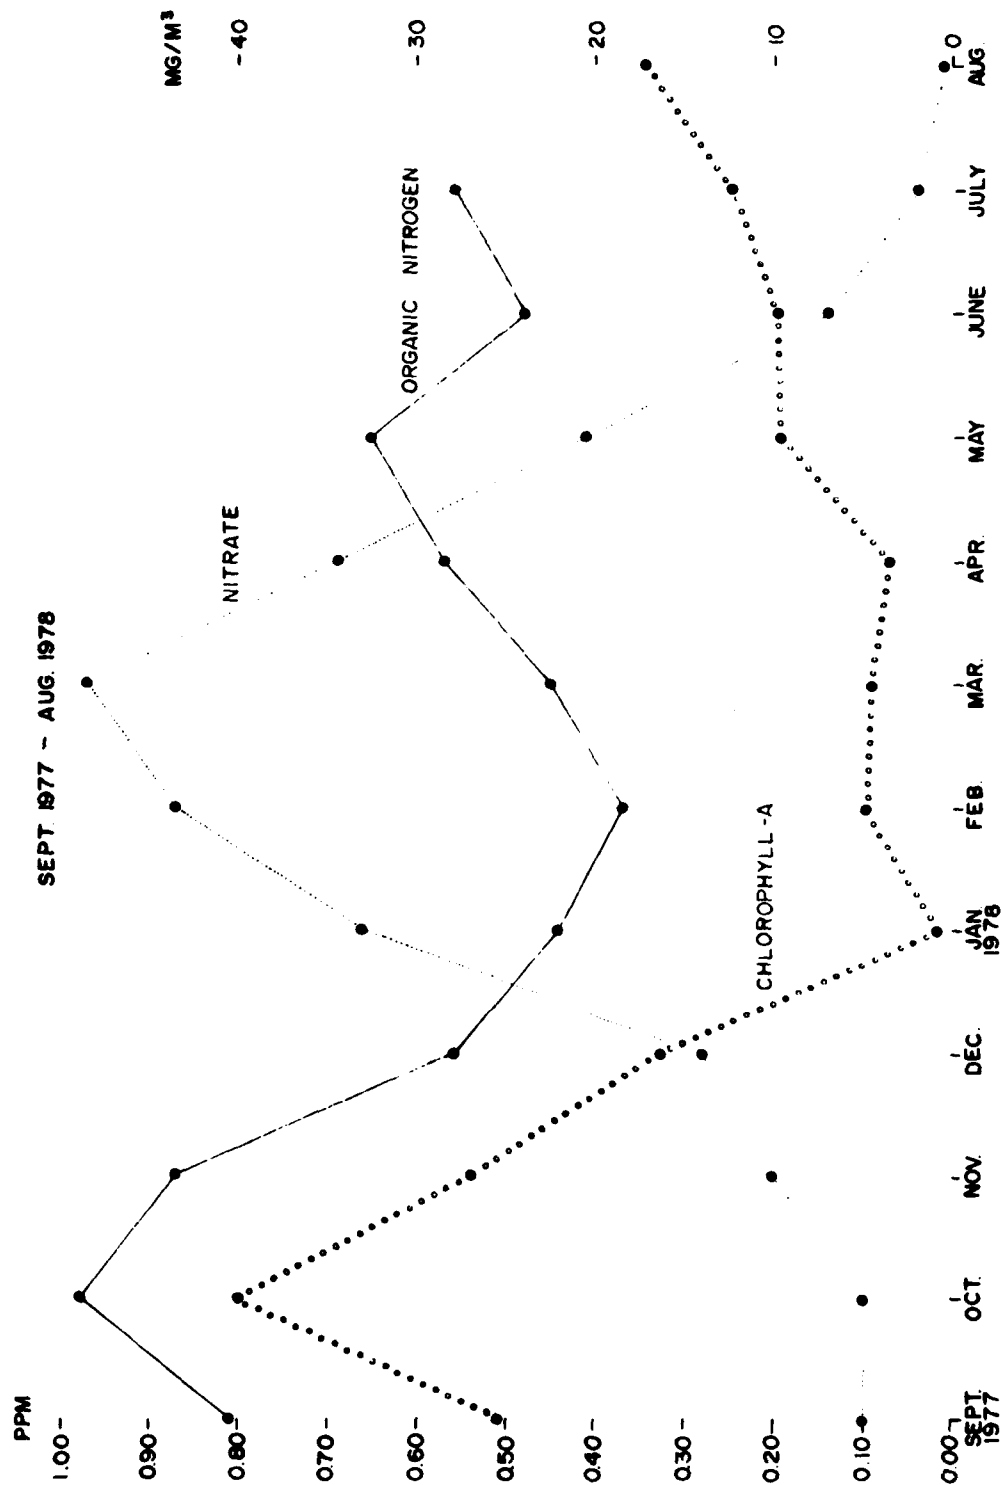 SEPT. 1977 – AUG. 1978
PPM
1.00-
0.90-
0.80-
0.70-
0.60-
0.50-
0.40-
0.30-
0.20-
0.10-
0.00-
MG/M³
-40
-30
-20
-10
0
NITRATE
ORGANIC NITROGEN
CHLOROPHYLL-A
SEPT. OCT. NOV. DEC. JAN. FEB. MAR. APR. MAY JUNE JULY AUG.
1977 1978